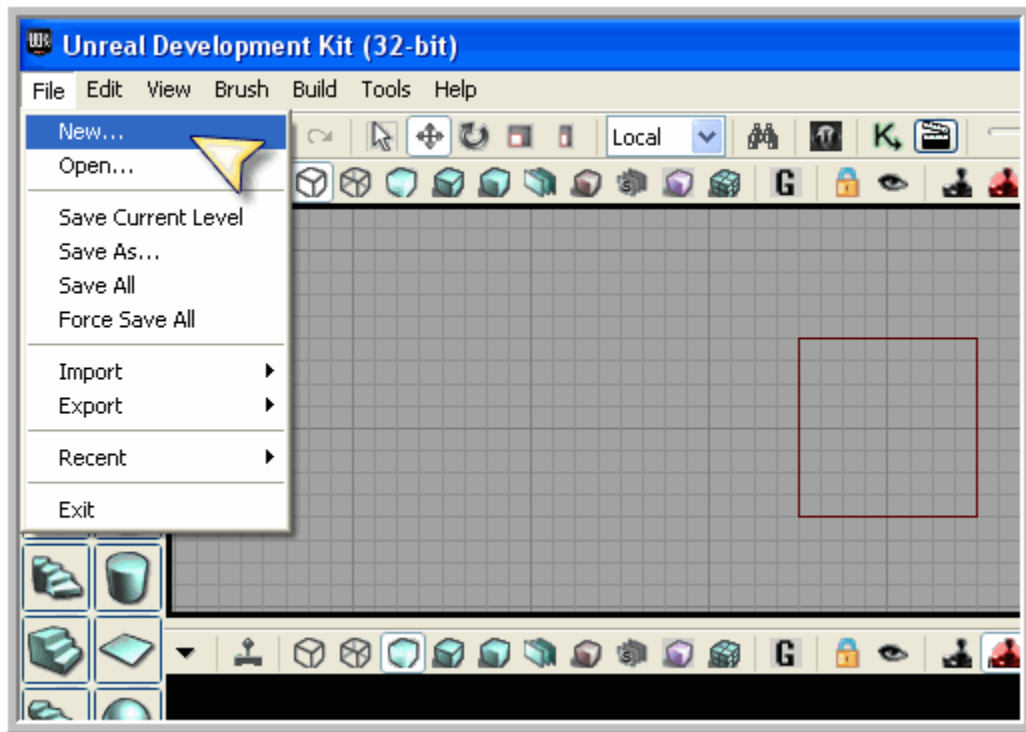 UDK Unreal Development Kit (32-bit)
File Edit View Brush Build Tools Help
New...
Open...
Save Current Level
Save As...
Save All
Force Save All
Import
Export
Recent
Exit
Local
K
S G
S G